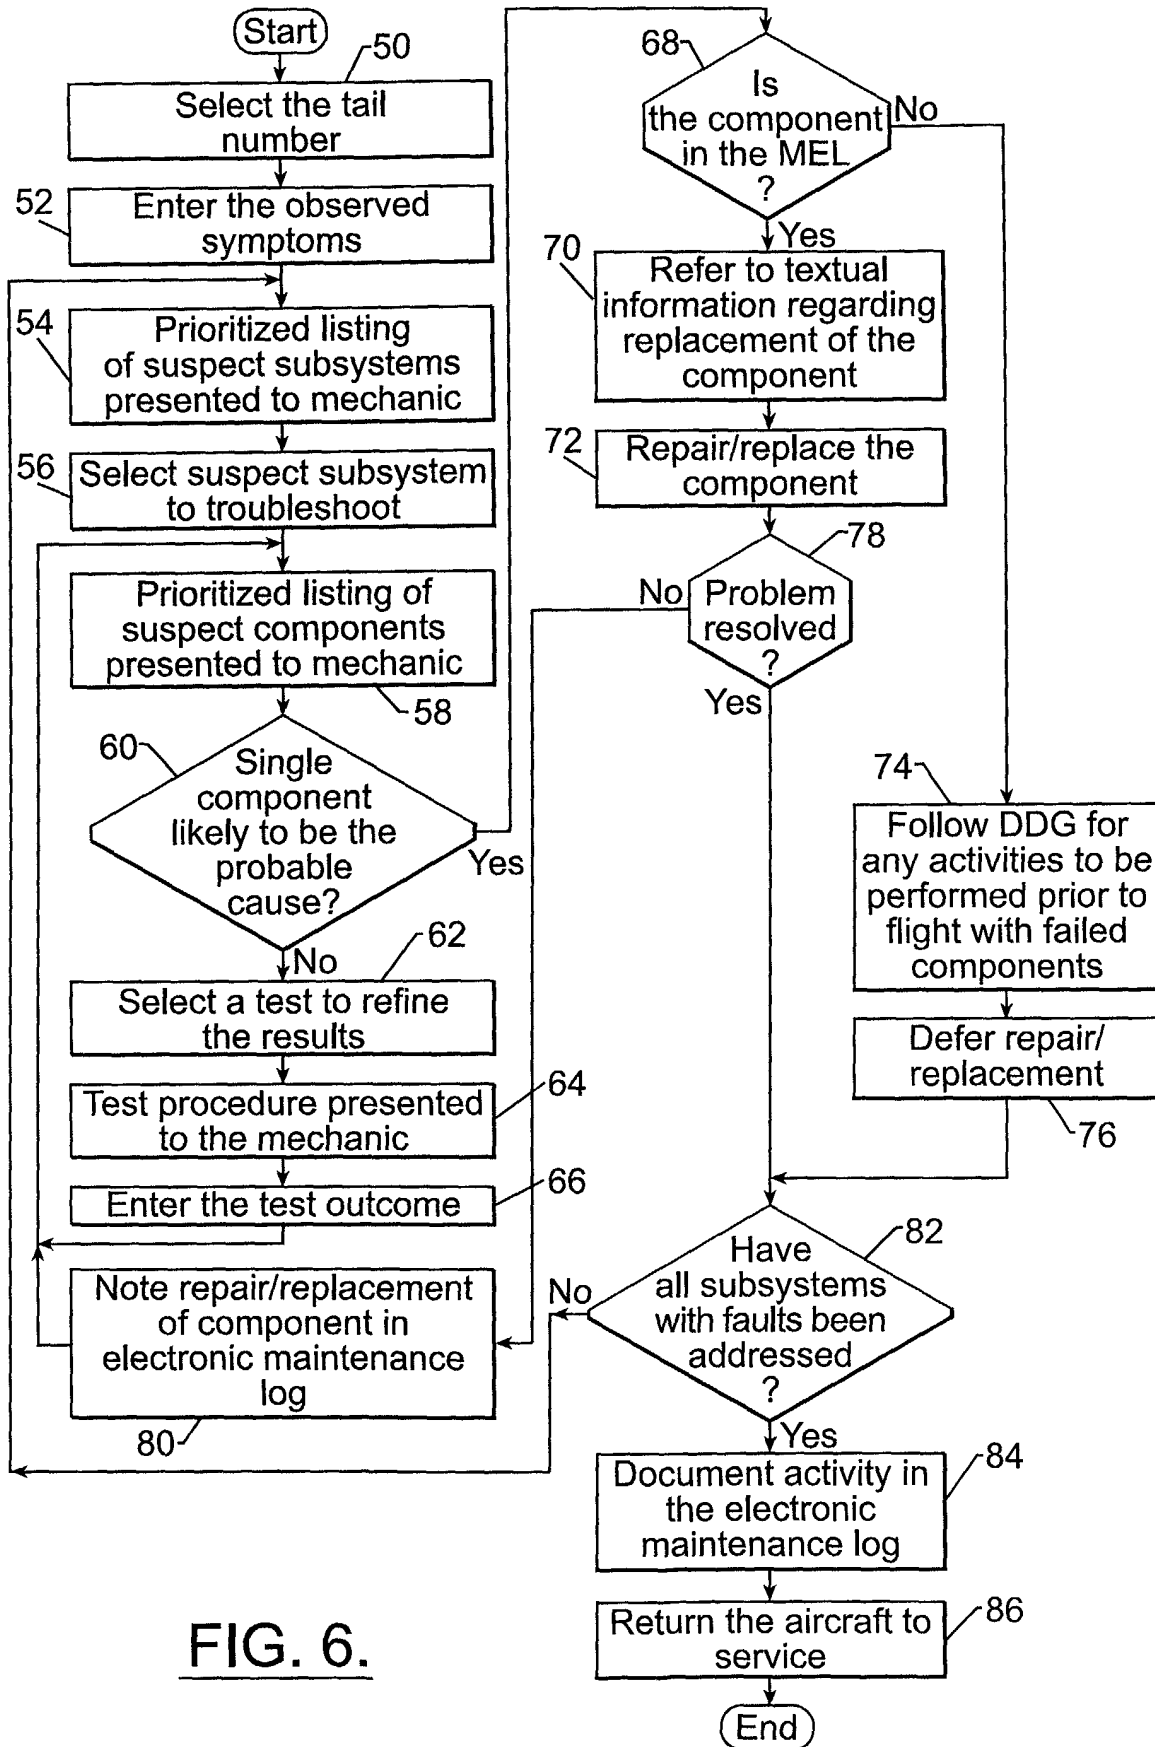 Start
50
Select the tail
number
52
Enter the observed
symptoms
54
Prioritized listing
of suspect subsystems
presented to mechanic
56
Select suspect subsystem
to troubleshoot
Prioritized listing of
suspect components
presented to mechanic
58
60
Single
component
likely to be the
probable
cause?
Yes
No
62
Select a test to refine
the results
64
Test procedure presented
to the mechanic
66
Enter the test outcome
Note repair/replacement
of component in
electronic maintenance
log
80
68
Is
the component
in the MEL
?
No
Yes
70
Refer to textual
information regarding
replacement of the
component
72
Repair/replace the
component
78
No
Problem
resolved
?
Yes
74
Follow DDG for
any activities to be
performed prior to
flight with failed
components
Defer repair/
replacement
76
82
Have
all subsystems
with faults been
addressed
?
No
Yes
84
Document activity in
the electronic
maintenance log
86
Return the aircraft to
service
End
FIG. 6.